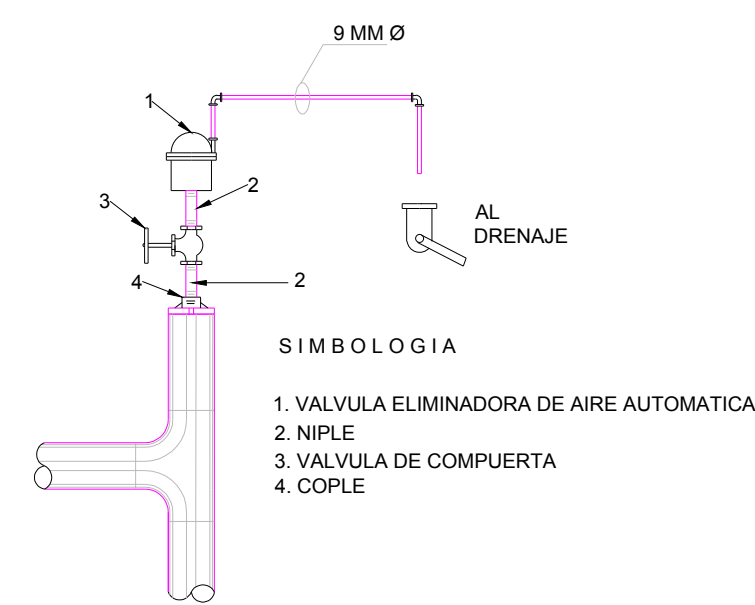 9 MM Ø
1
2
3
AL
DRENAJE
4
2
S I M B O L O G I A
1. VALVULA ELIMINADORA DE AIRE AUTOMATICA
2. NIPLE
3. VALVULA DE COMPUERTA
4. COPLE